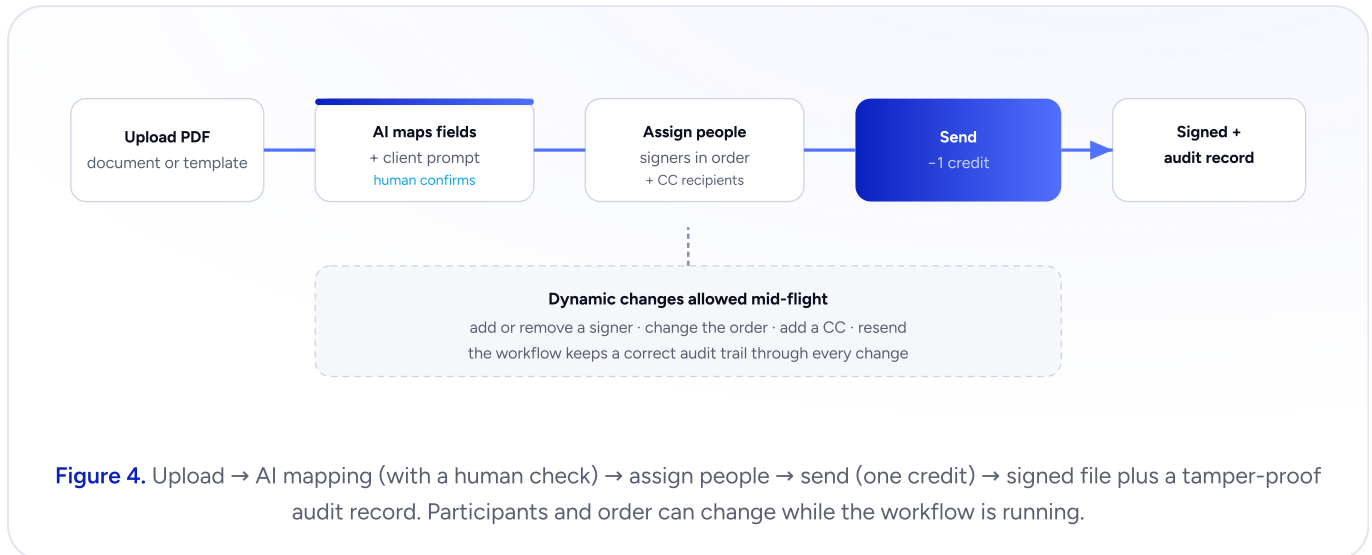 Upload PDF
document or template
AI maps fields
+ client prompt
human confirms
Assign people
signers in order
+ CC recipients
Send
−1 credit
Signed +
audit record
Dynamic changes allowed mid-flight
add or remove a signer · change the order · add a CC · resend
the workflow keeps a correct audit trail through every change
Figure 4. Upload → AI mapping (with a human check) → assign people → send (one credit) → signed file plus a tamper-proof
audit record. Participants and order can change while the workflow is running.